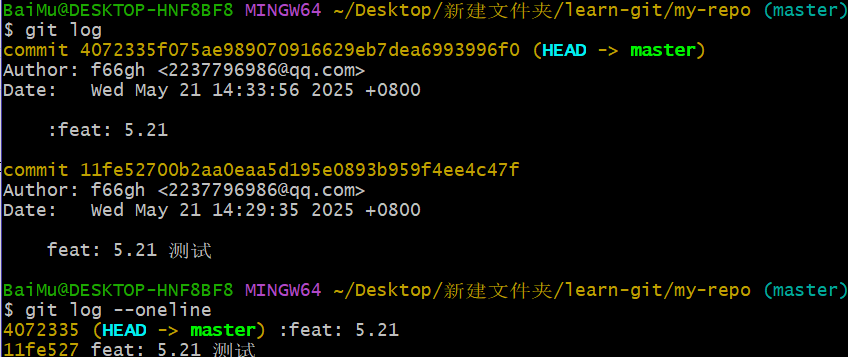 BaiMu@DESKTOP-HNF8BF8 MINGW64 ~/Desktop/新建文件夹/learn-git/my-repo (master)
$ git log
commit 4072335f075ae989070916629eb7dea6993996f0 (HEAD -> master)
Author: f66gh <2237796986@qq.com>
Date:   Wed May 21 14:33:56 2025 +0800
    :feat: 5.21
commit 11fe52700b2aa0eaa5d195e0893b959f4ee4c47f
Author: f66gh <2237796986@qq.com>
Date:   Wed May 21 14:29:35 2025 +0800
    feat: 5.21 测试
BaiMu@DESKTOP-HNF8BF8 MINGW64 ~/Desktop/新建文件夹/learn-git/my-repo (master)
$ git log --oneline
4072335 (HEAD -> master) :feat: 5.21
11fe527 feat: 5.21 测试